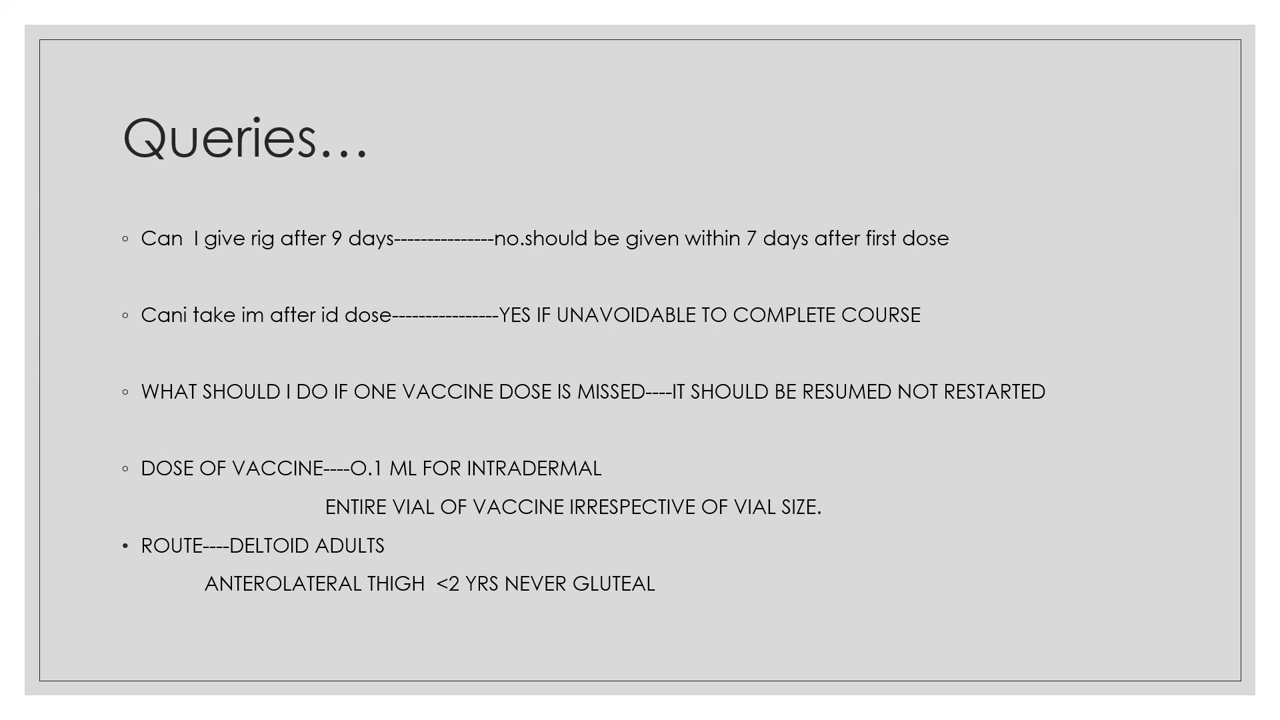 Queries...
◦ Can I give rig after 9 days---------------no.should be given within 7 days after first dose
◦ Cani take im after id dose----------------YES IF UNAVOIDABLE TO COMPLETE COURSE
◦ WHAT SHOULD I DO IF ONE VACCINE DOSE IS MISSED----IT SHOULD BE RESUMED NOT RESTARTED
◦ DOSE OF VACCINE----O.1 ML FOR INTRADERMAL
ENTIRE VIAL OF VACCINE IRRESPECTIVE OF VIAL SIZE.
• ROUTE----DELTOID ADULTS
ANTEROLATERAL THIGH <2 YRS NEVER GLUTEAL